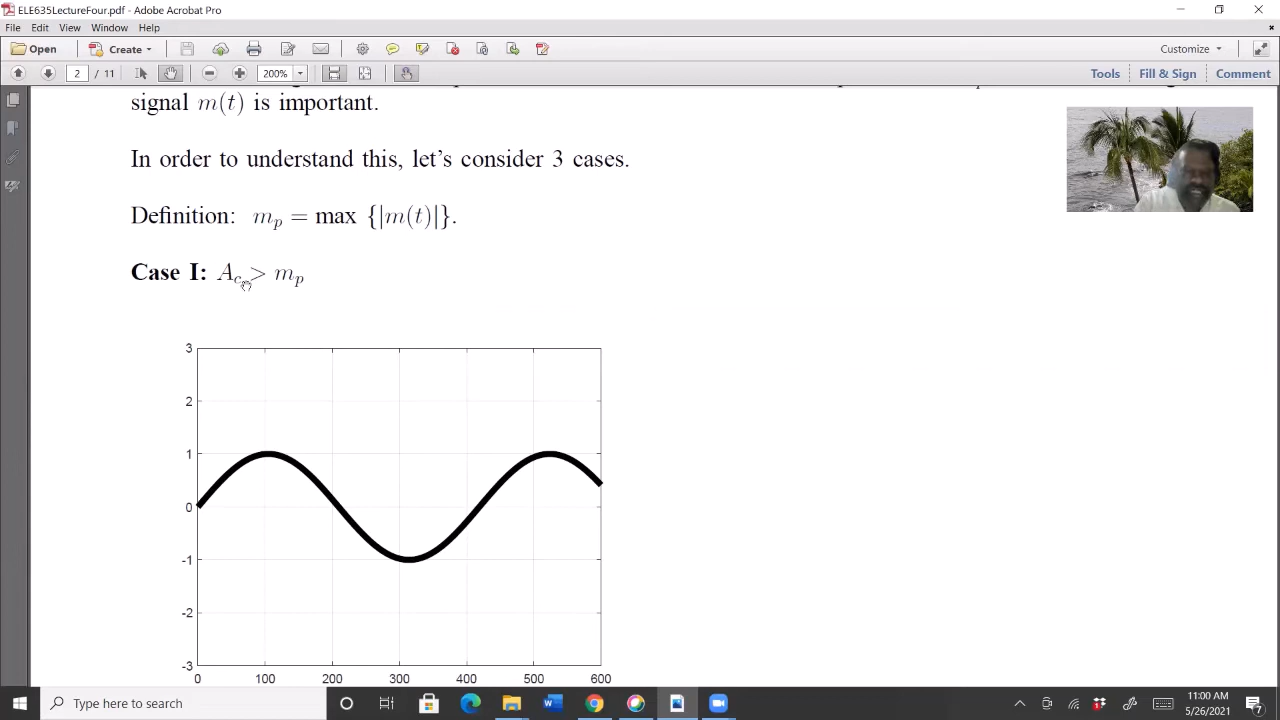 ELE635LectureFour.pdf - Adobe Acrobat Pro
File Edit View Window Help
Open Create Customize
2 / 11 200% Tools Fill & Sign Comment
signal m(t) is important.
In order to understand this, let's consider 3 cases.
Definition: mₚ = max {|m(t)|}.
Case I: A_c > mₚ
3
2
1
0
-1
-2
-3
0 100 200 300 400 500 600
Type here to search
11:00 AM
5/26/2021
7